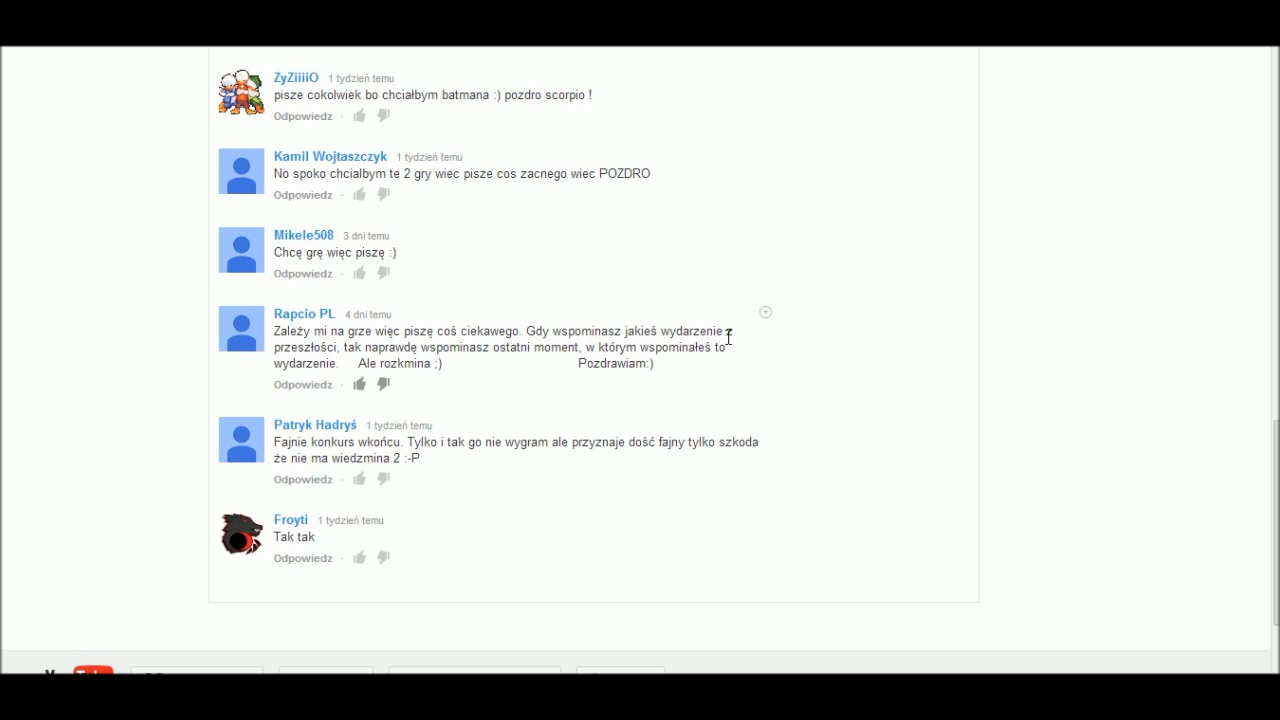 ZyZiiiiO 1 tydzień temu
pisze cokolwiek bo chciałbym batmana :) pozdro scorpio !
Odpowiedz ·
Kamil Wojtaszczyk 1 tydzień temu
No spoko chcialbym te 2 gry wiec pisze cos zacnego wiec POZDRO
Odpowiedz ·
Mikele508 3 dni temu
Chcę grę więc piszę :)
Odpowiedz ·
Rapcio PL 4 dni temu
Zależy mi na grze więc piszę coś ciekawego. Gdy wspominasz jakieś wydarzenie z
przeszłości, tak naprawdę wspominasz ostatni moment, w którym wspominałeś to
wydarzenie. Ale rozkmina ;) Pozdrawiam:)
Odpowiedz ·
Patryk Hadryś 1 tydzień temu
Fajnie konkurs wkońcu. Tylko i tak go nie wygram ale przyznaje dość fajny tylko szkoda
że nie ma wiedzmina 2 :-P
Odpowiedz ·
Froyti 1 tydzień temu
Tak tak
Odpowiedz ·